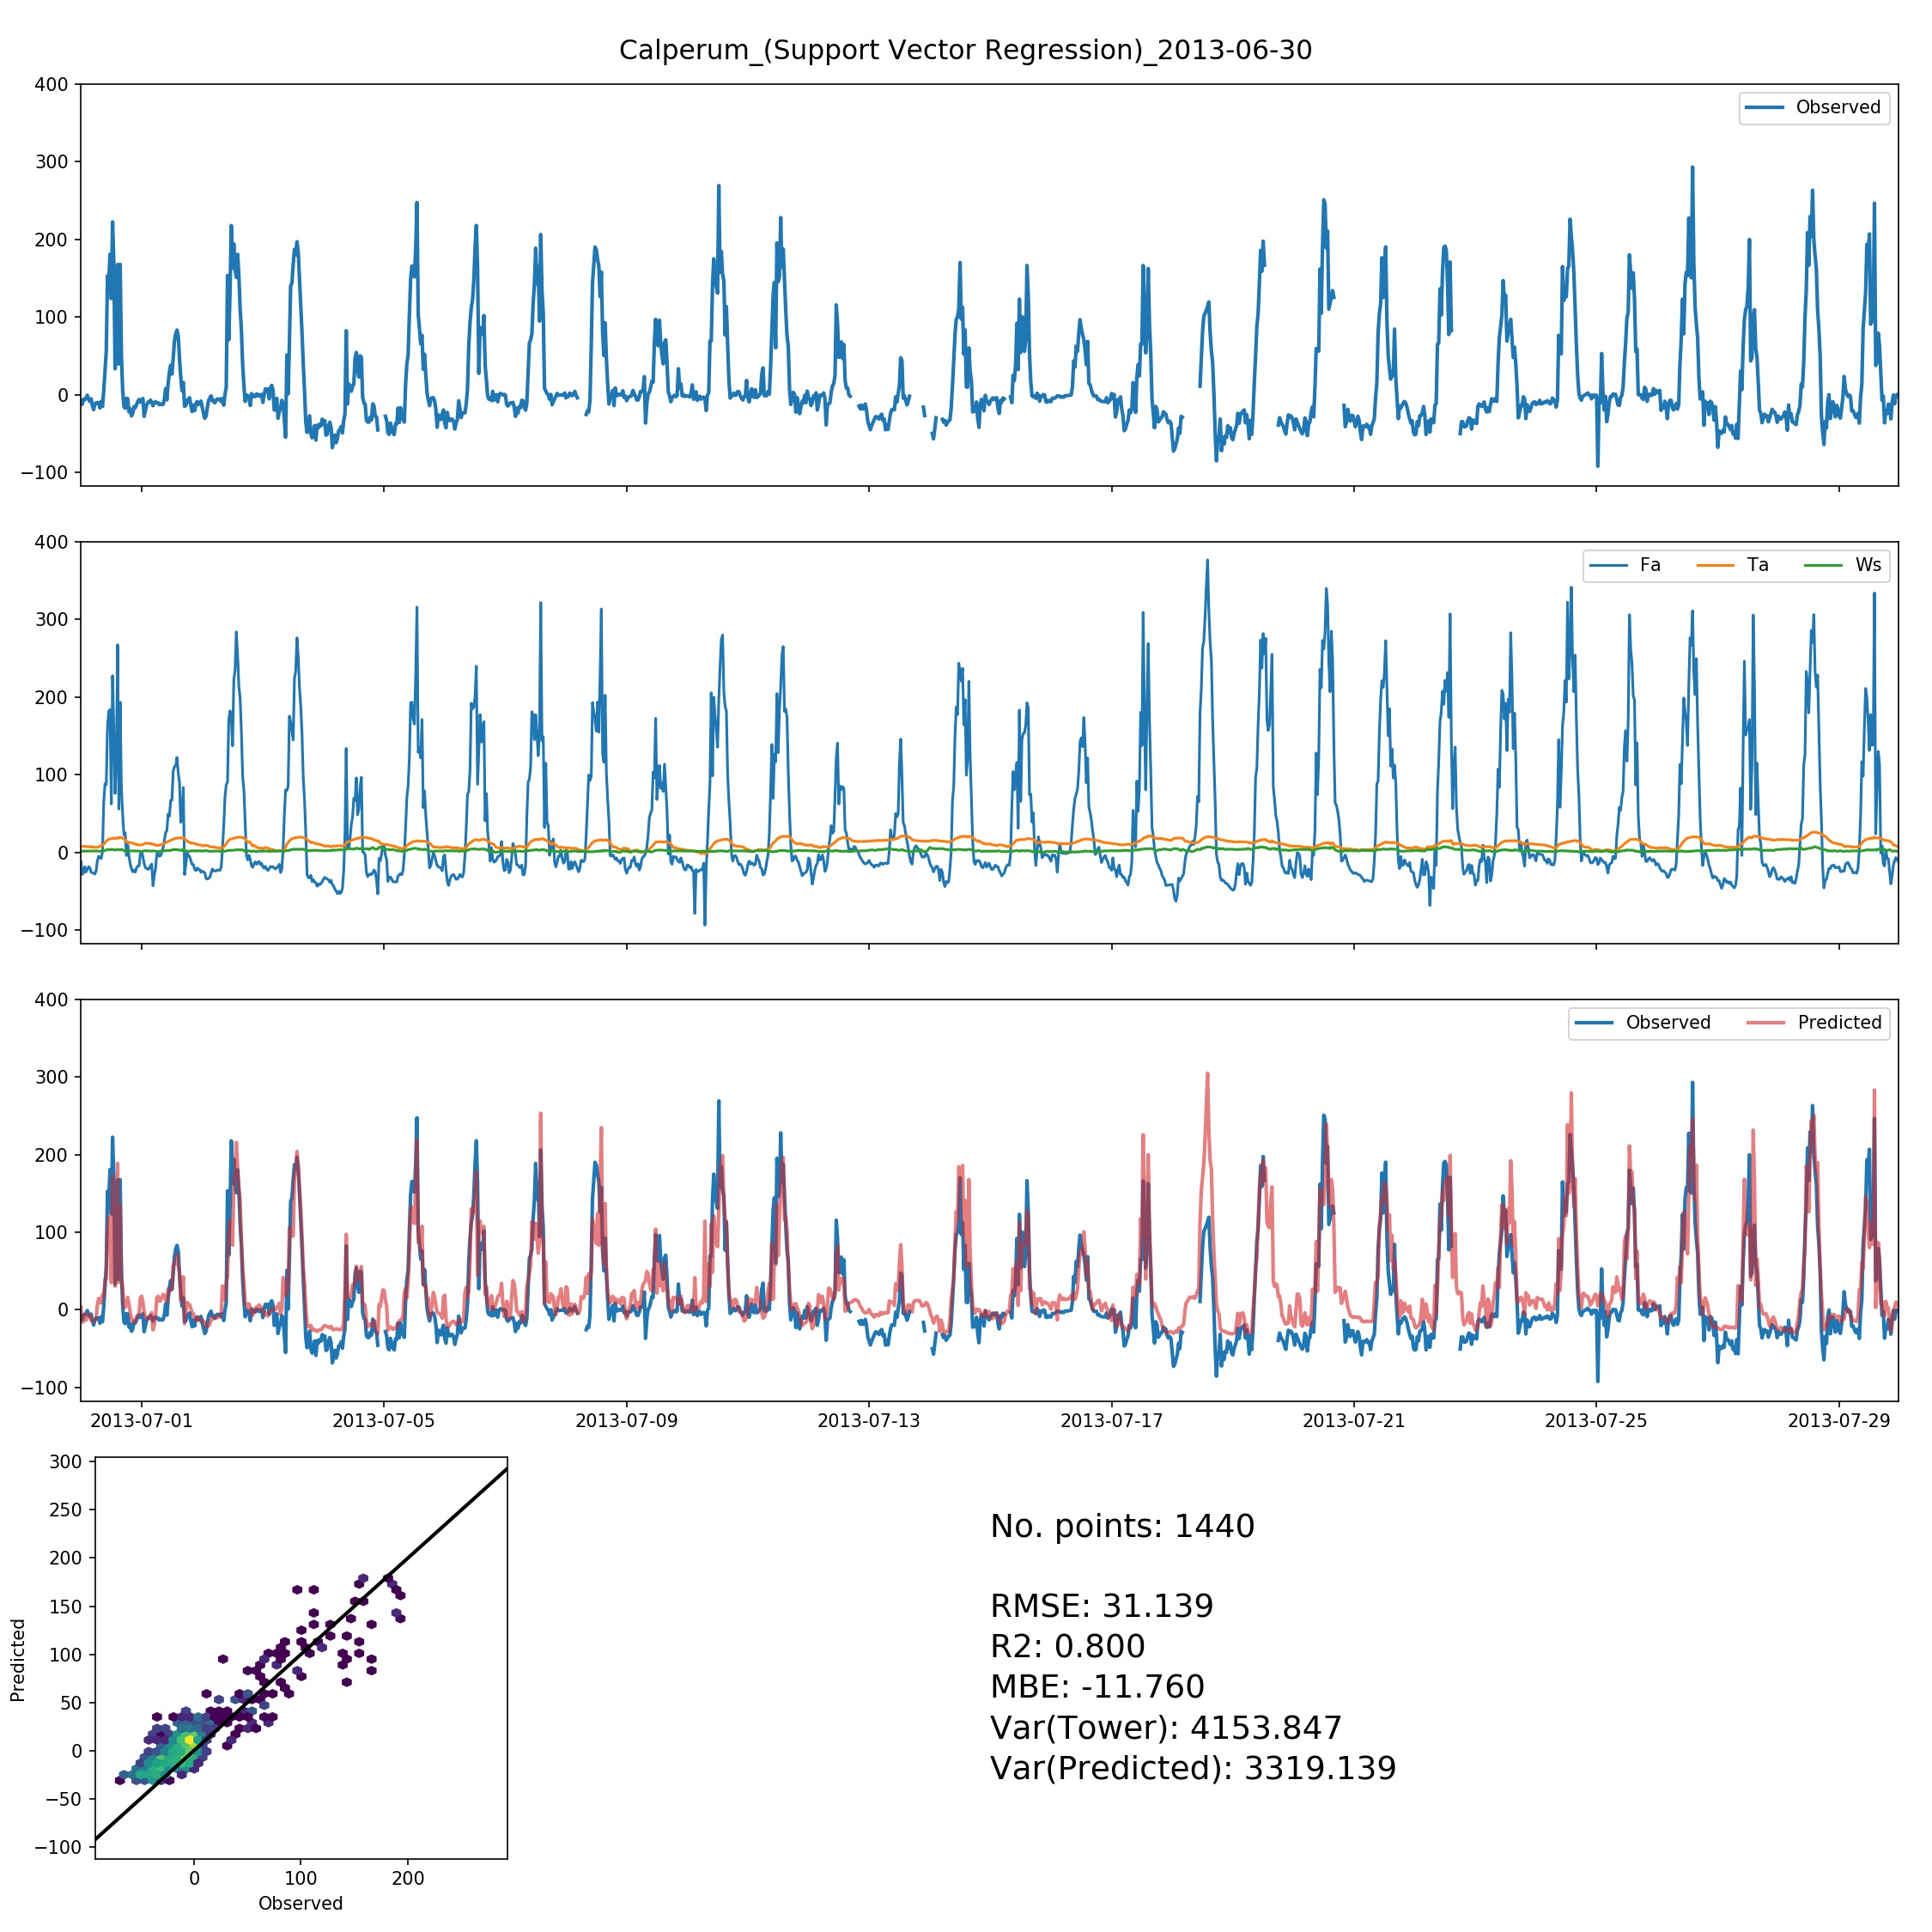 Calperum_(Support Vector Regression)_2013-06-30
400
300
200
100
0
−100
Observed
400
300
200
100
0
−100
Fa Ta Ws
400
300
200
100
0
−100
Observed Predicted
2013-07-01 2013-07-05 2013-07-09 2013-07-13 2013-07-17 2013-07-21 2013-07-25 2013-07-29
300
250
200
150
100
50
0
−50
−100
Predicted
0 100 200
Observed
No. points: 1440
RMSE: 31.139
R2: 0.800
MBE: -11.760
Var(Tower): 4153.847
Var(Predicted): 3319.139